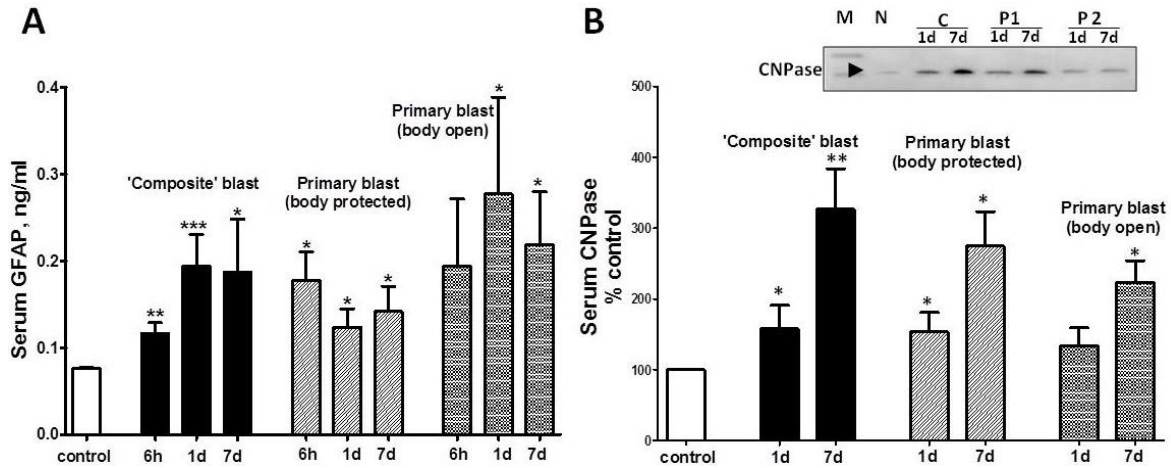 A
Serum GFAP, ng/ml
0.4
0.3
0.2
0.1
0.0
'Composite' blast
Primary blast
(body protected)
Primary blast
(body open)
** *** * * * * * *
control 6h 1d 7d 6h 1d 7d 6h 1d 7d
B
M N C P1 P2
1d 7d 1d 7d 1d 7d
CNPase
Serum CNPase
% control
500
400
300
200
100
0
'Composite' blast
Primary blast
(body protected)
Primary blast
(body open)
* ** * * *
control 1d 7d 1d 7d 1d 7d